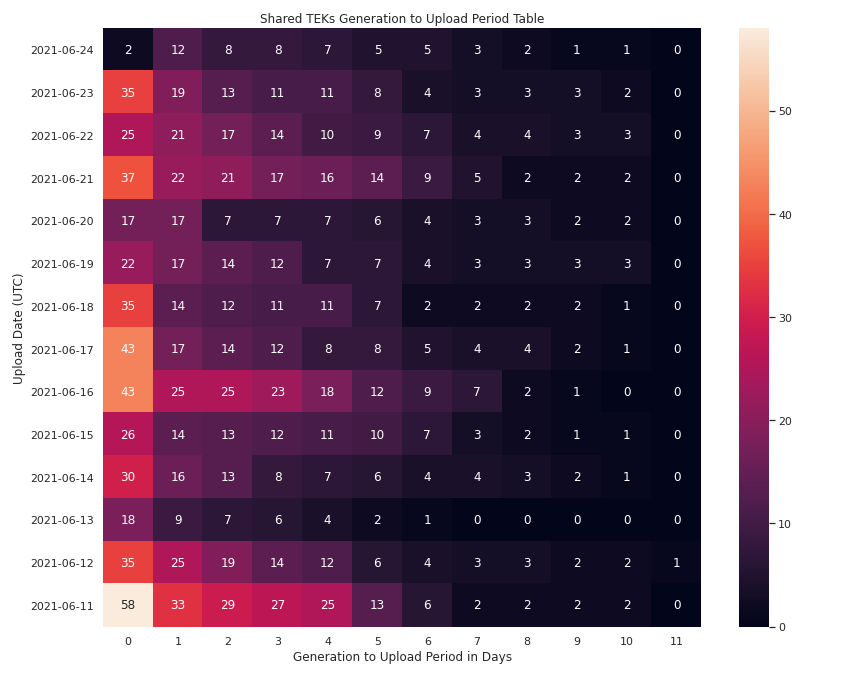 Shared TEKs Generation to Upload Period Table
Upload Date (UTC)
2021-06-24 2 12 8 8 7 5 5 3 2 1 1 0
2021-06-23 35 19 13 11 11 8 4 3 3 3 2 0
2021-06-22 25 21 17 14 10 9 7 4 4 3 3 0
2021-06-21 37 22 21 17 16 14 9 5 2 2 2 0
2021-06-20 17 17 7 7 7 6 4 3 3 2 2 0
2021-06-19 22 17 14 12 7 7 4 3 3 3 3 0
2021-06-18 35 14 12 11 11 7 2 2 2 2 1 0
2021-06-17 43 17 14 12 8 8 5 4 4 2 1 0
2021-06-16 43 25 25 23 18 12 9 7 2 1 0 0
2021-06-15 26 14 13 12 11 10 7 3 2 1 1 0
2021-06-14 30 16 13 8 7 6 4 4 3 2 1 0
2021-06-13 18 9 7 6 4 2 1 0 0 0 0 0
2021-06-12 35 25 19 14 12 6 4 3 3 2 2 1
2021-06-11 58 33 29 27 25 13 6 2 2 2 2 0
0 1 2 3 4 5 6 7 8 9 10 11
Generation to Upload Period in Days
50
40
30
20
10
0